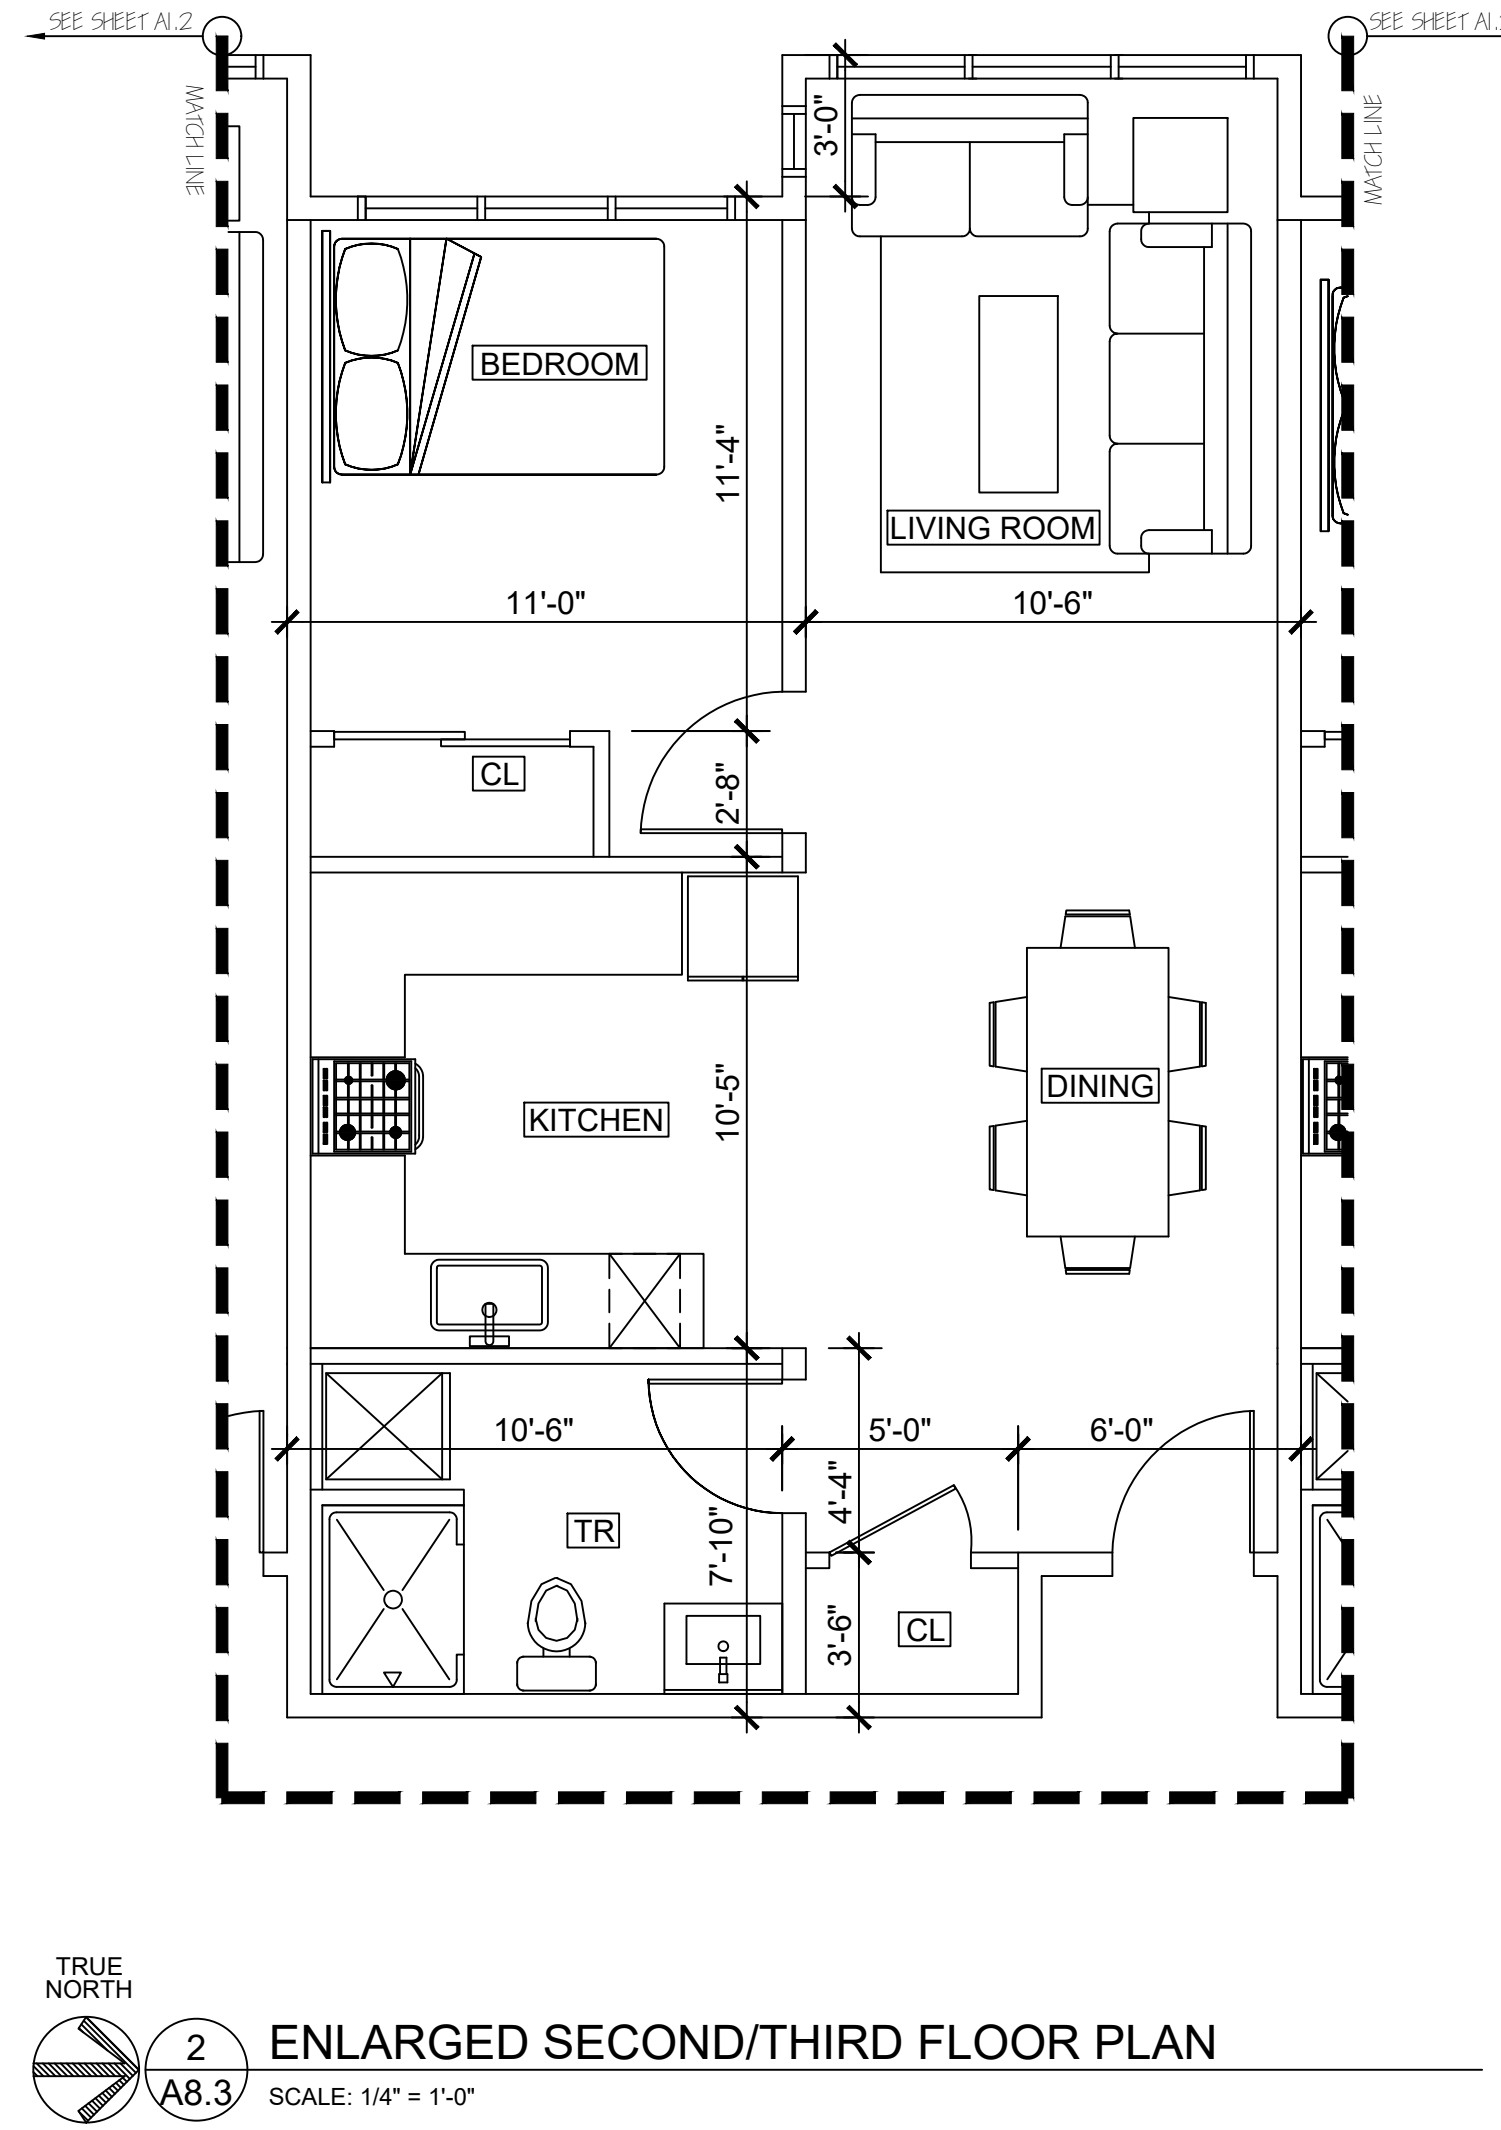 SEE SHEET A1.2
SEE SHEET A1.
MATCH LINE
MATCH LINE
3'-0"
BEDROOM
11'-4"
LIVING ROOM
11'-0"
10'-6"
CL
2'-8"
DINING
KITCHEN
10'-5"
10'-6"
5'-0"
6'-0"
4'-4"
TR
7'-10"
CL
3'-6"
TRUE
NORTH
2
A8.3
ENLARGED SECOND/THIRD FLOOR PLAN
SCALE: 1/4" = 1'-0"